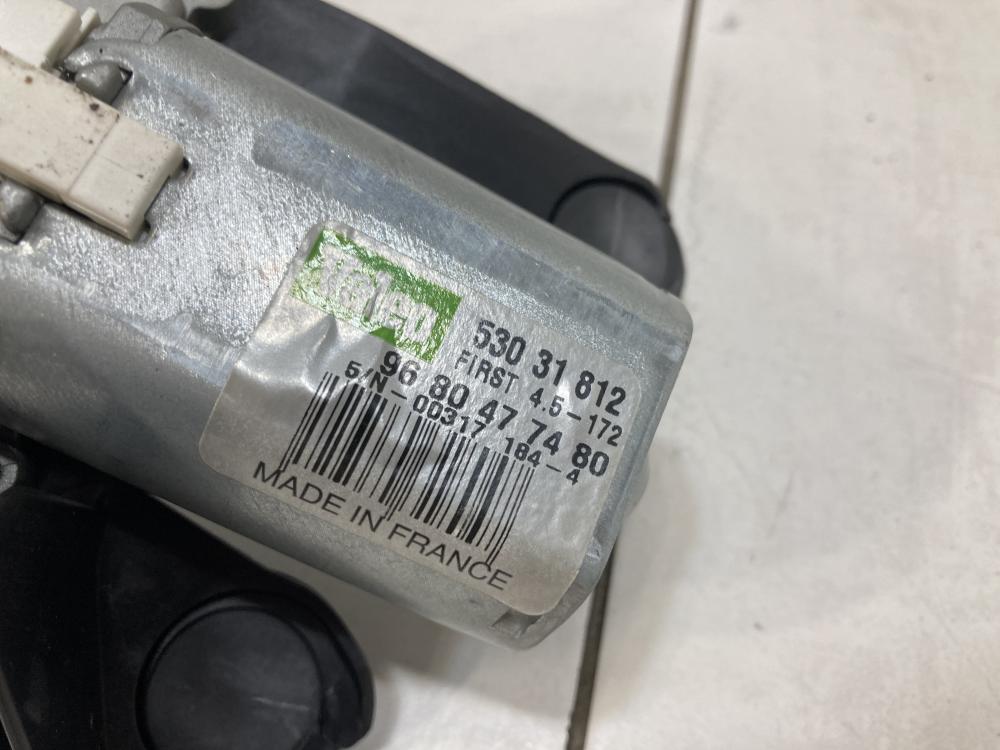 Valeo
530 31 812
FIRST 4.5-172
96 80 47 74 80
S/N-00317 184-4
MADE IN FRANCE